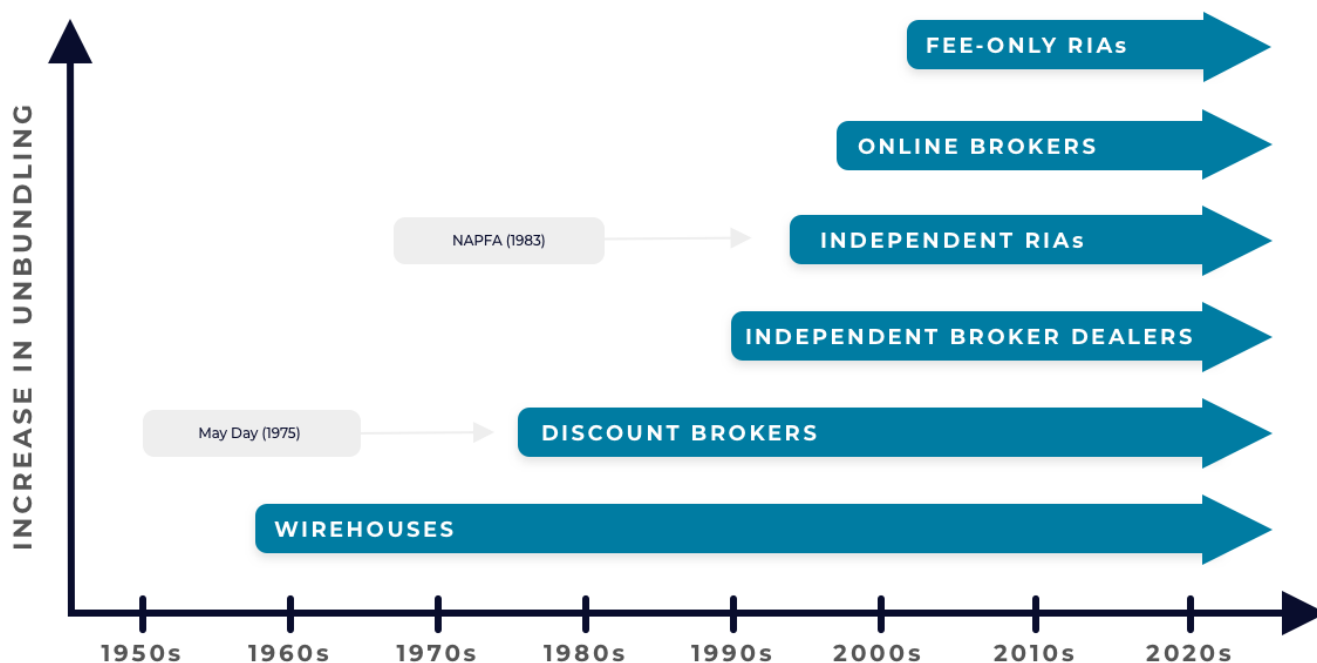 INCREASE IN UNBUNDLING
FEE-ONLY RIAs
ONLINE BROKERS
NAPFA (1983)
INDEPENDENT RIAs
INDEPENDENT BROKER DEALERS
May Day (1975)
DISCOUNT BROKERS
WIREHOUSES
1950s 1960s 1970s 1980s 1990s 2000s 2010s 2020s